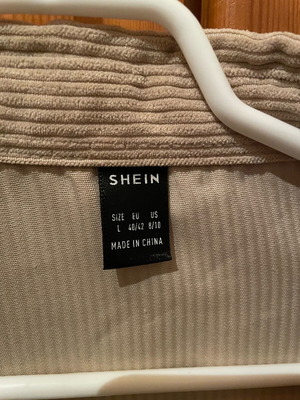 SHEIN
SIZE EU US
L 40/42 8/10
MADE IN CHINA